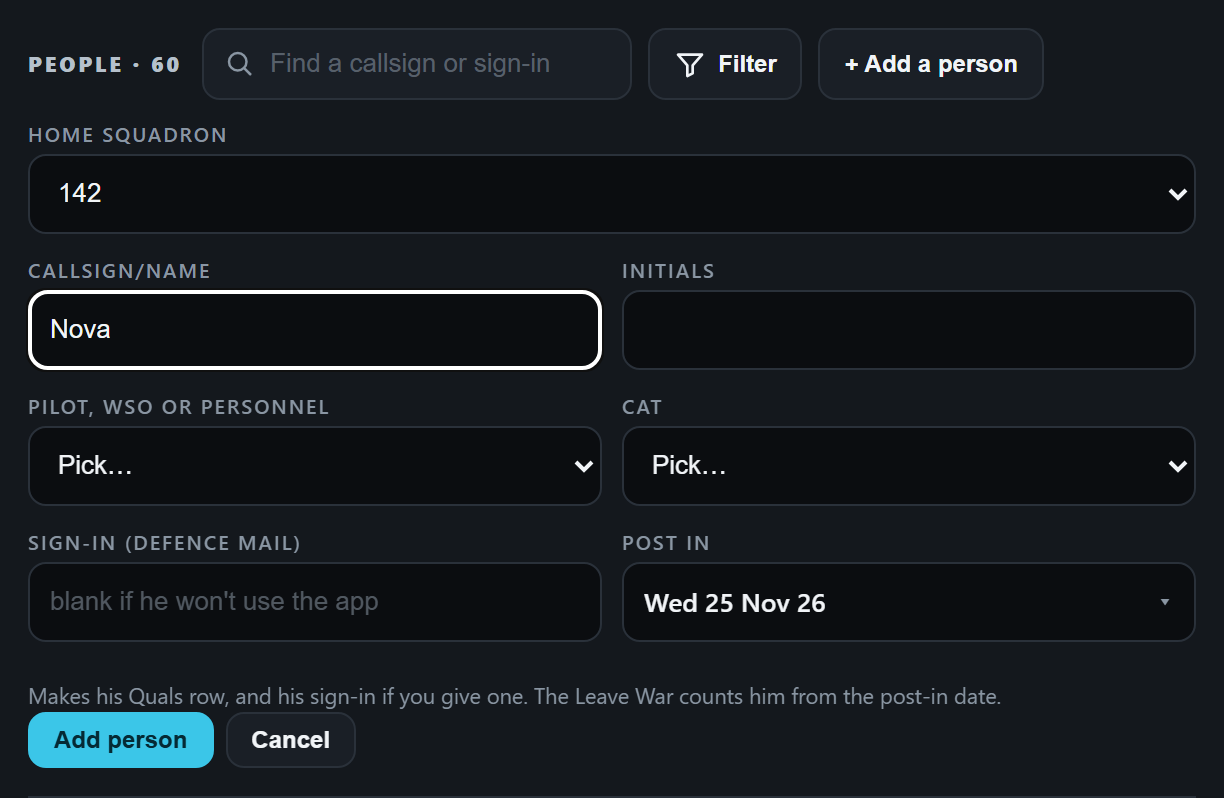 PEOPLE · 60 Find a callsign or sign-in Filter + Add a person
HOME SQUADRON
142
CALLSIGN/NAME INITIALS
Nova
PILOT, WSO OR PERSONNEL CAT
Pick... Pick...
SIGN-IN (DEFENCE MAIL) POST IN
blank if he won't use the app Wed 25 Nov 26
Makes his Quals row, and his sign-in if you give one. The Leave War counts him from the post-in date.
Add person Cancel